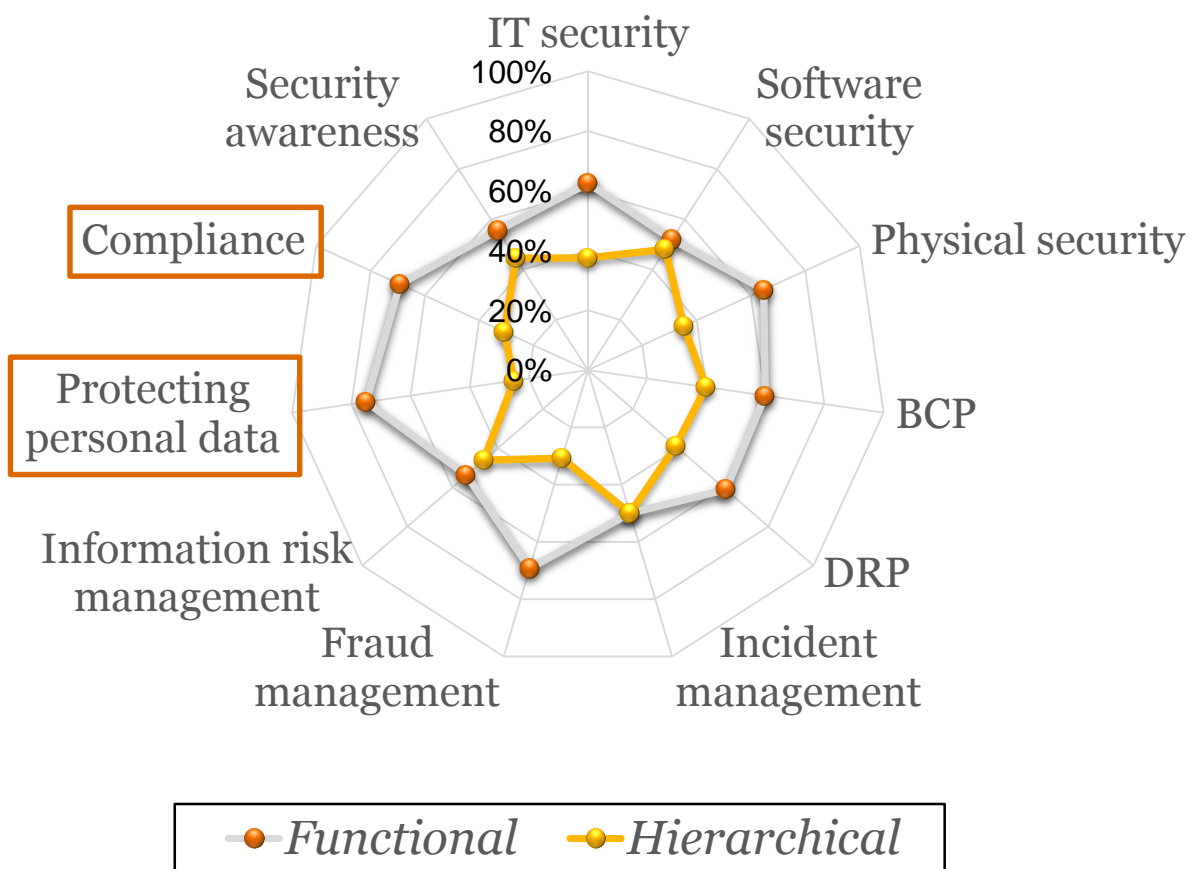 IT security
100%
80%
60%
40%
20%
0%
Software
security
Physical security
BCP
DRP
Incident
management
Fraud
management
Information risk
management
Protecting
personal data
Compliance
Security
awareness
Functional
Hierarchical